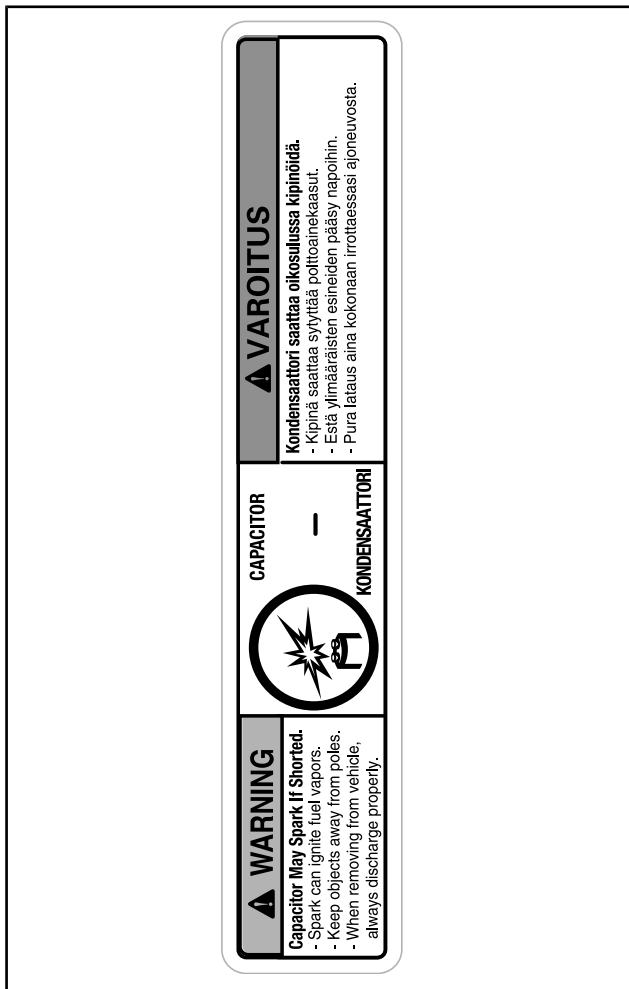 ⚠ WARNING
Capacitor May Spark If Shorted.
- Spark can ignite fuel vapors.
- Keep objects away from poles.
- When removing from vehicle,
always discharge properly.
CAPACITOR
–
KONDENSAATTORI
⚠ VAROITUS
Kondensaattori saattaa oikosulussa kipinöidä.
- Kipinä saattaa sytyttää polttoainekaasut.
- Estä ylimääräisten esineiden pääsy napoihin.
- Pura lataus aina kokonaan irrottaessasi ajoneuvosta.